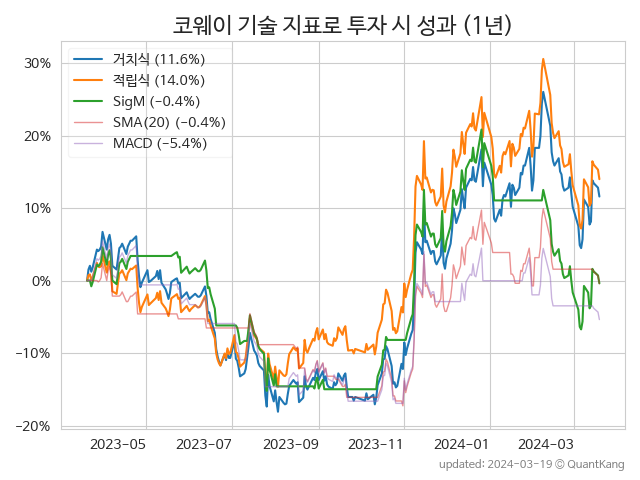 코웨이 기술 지표로 투자 시 성과 (1년)
거치식 (11.6%)
적립식 (14.0%)
SigM (-0.4%)
SMA(20) (-0.4%)
MACD (-5.4%)
30%
20%
10%
0%
−10%
−20%
2023-05 2023-07 2023-09 2023-11 2024-01 2024-03
updated: 2024-03-19 ⓒ QuantKang